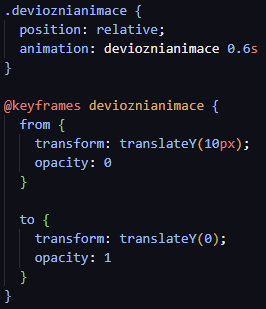 .devioznianimace {
position: relative;
animation: devioznianimace 0.6s
}
@keyframes devioznianimace {
from {
transform: translateY(10px);
opacity: 0
}
to {
transform: translateY(0);
opacity: 1
}
}